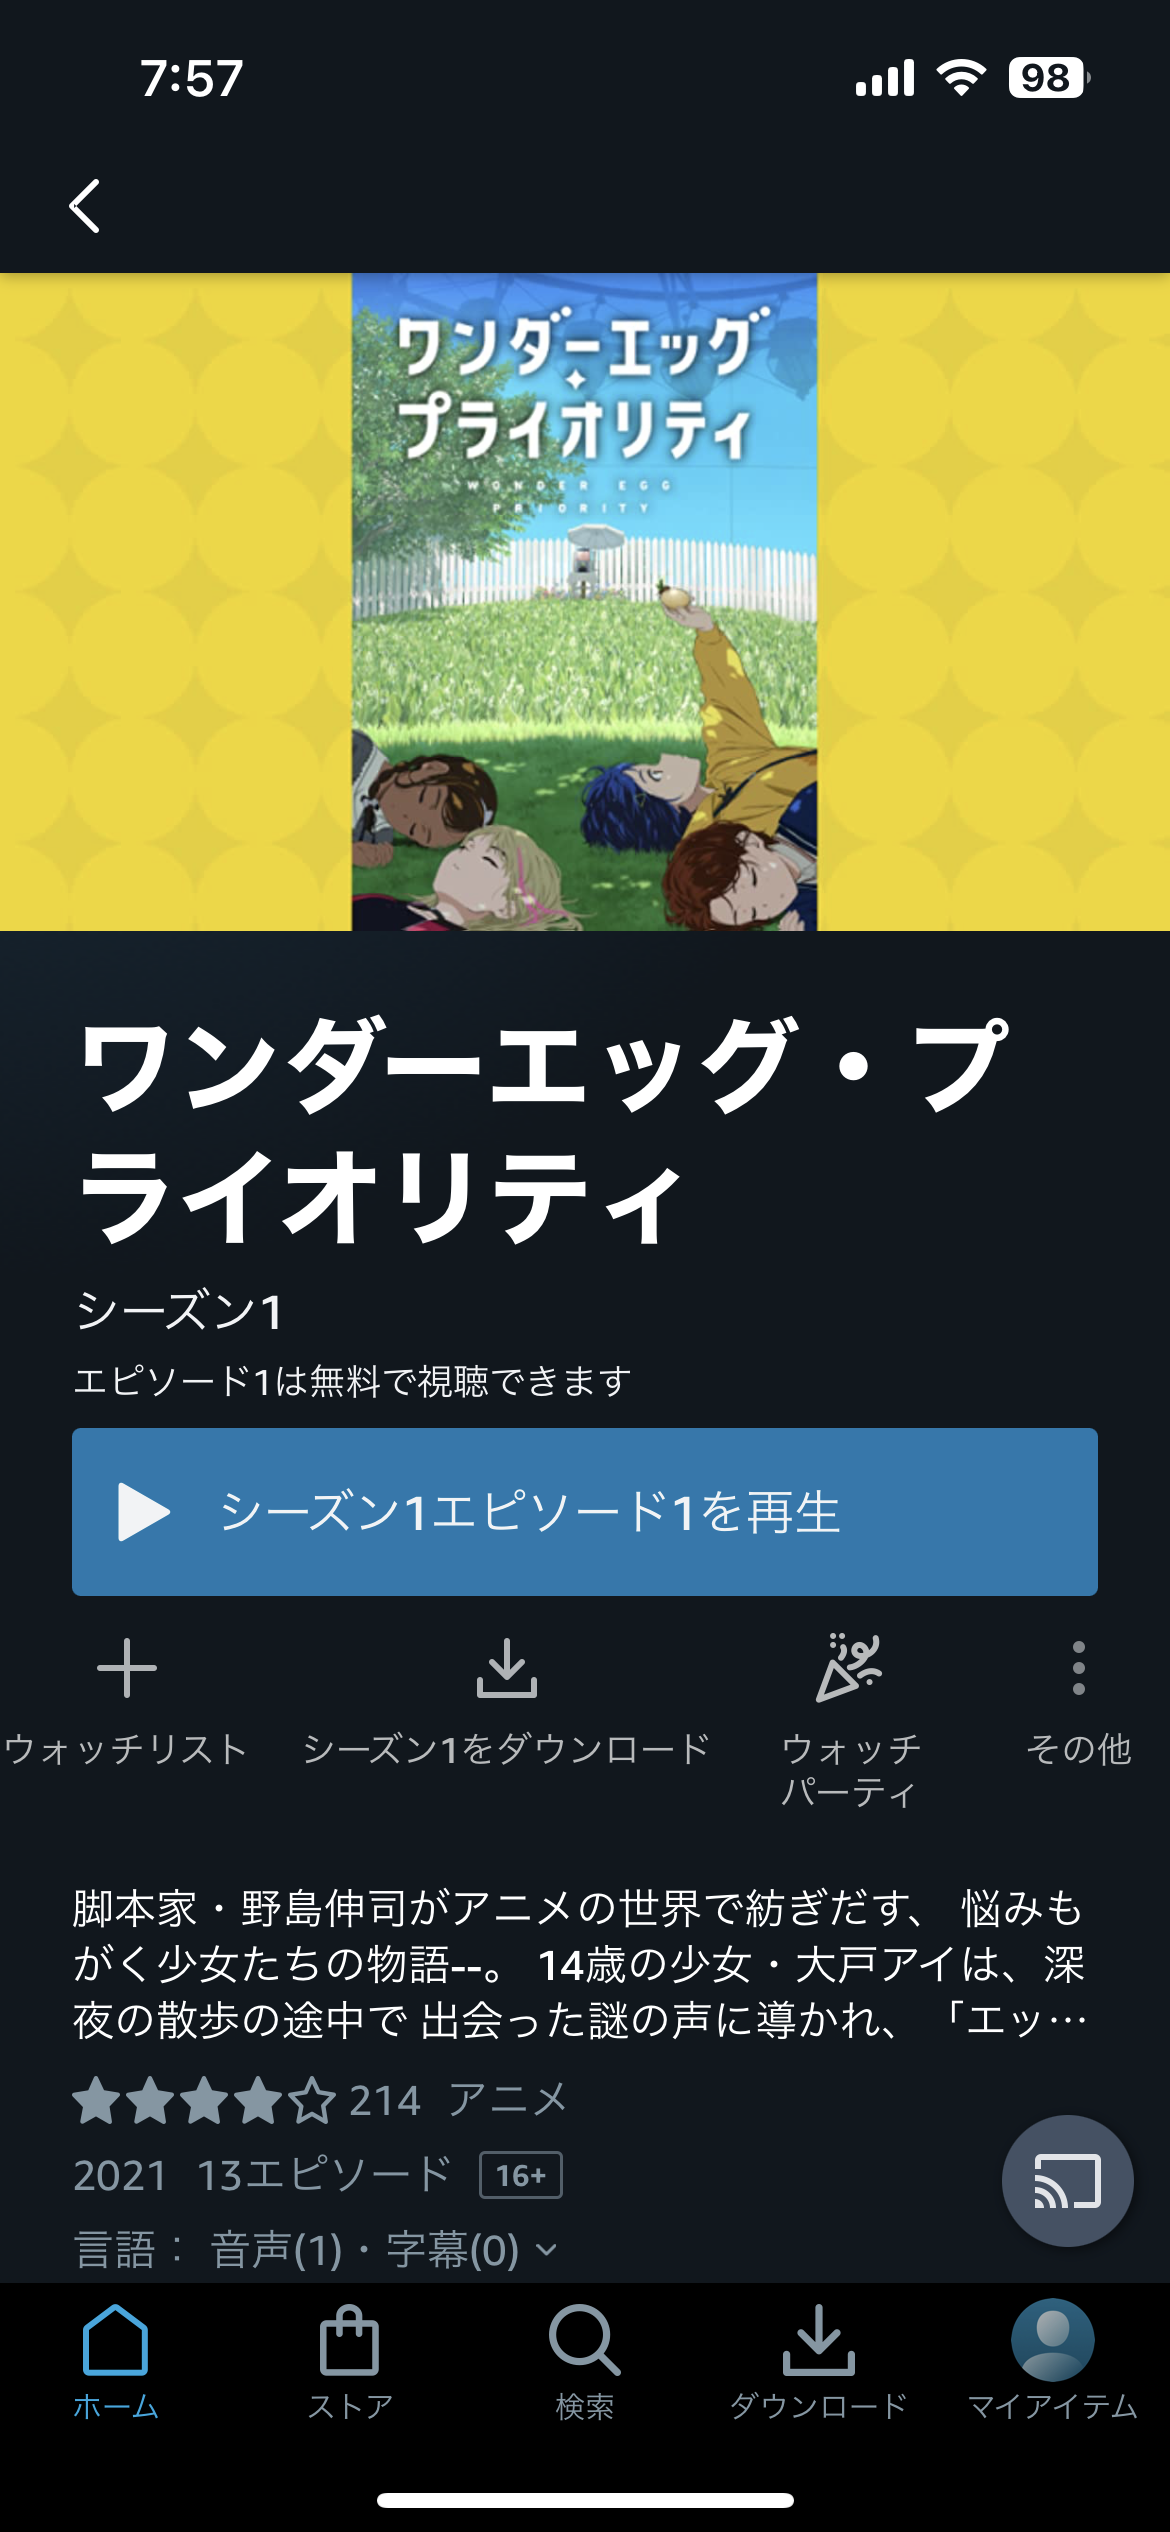 7:57
98
ワンダーエッグ
プライオリティ
WONDER EGG
PRIORITY
ワンダーエッグ・プ
ライオリティ
シーズン1
エピソード1は無料で視聴できます
シーズン1エピソード1を再生
ウォッチリスト
シーズン1をダウンロード
ウォッチ
パーティ
その他
脚本家・野島伸司がアニメの世界で紡ぎだす、 悩みも
がく少女たちの物語--。 14歳の少女・大戸アイは、深
夜の散歩の途中で 出会った謎の声に導かれ、 「エッ…
214 アニメ
2021 13エピソード 16+
言語： 音声(1)・字幕(0)
ホーム
ストア
検索
ダウンロード
マイアイテム